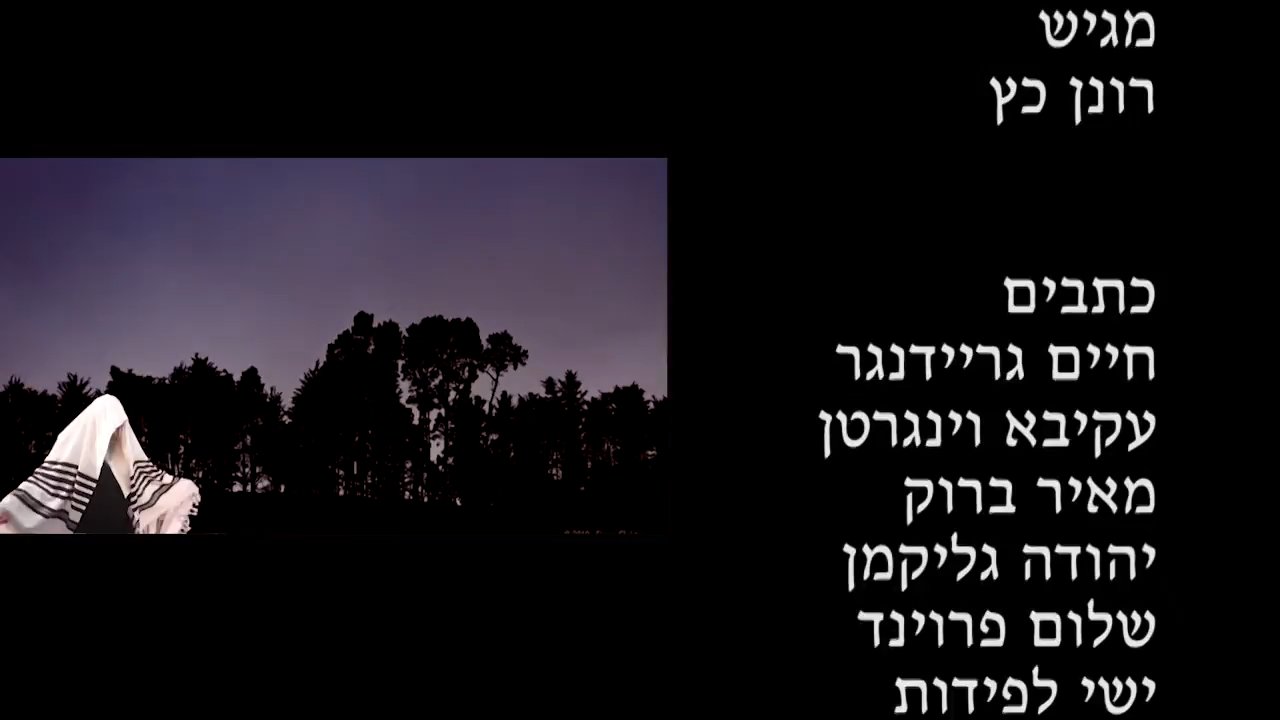 מגיש
רונן כץ
כתבים
חיים גריידנגר
עקיבא וינגרטן
מאיר ברוק
יהודה גליקמן
שלום פרוינד
ישי לפידות